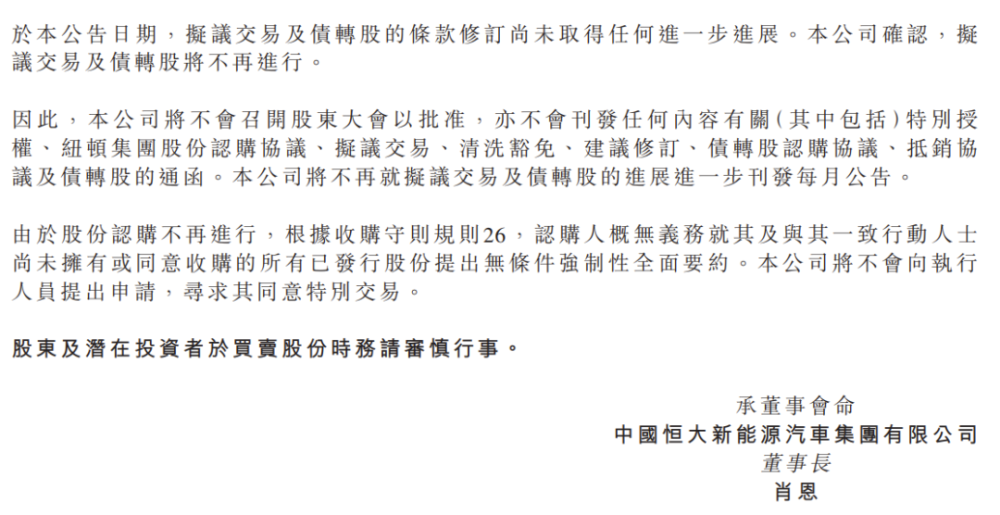 於本公告日期，擬議交易及債轉股的條款修訂尚未取得任何進一步進展。本公司確認，擬
議交易及債轉股將不再進行。
因此，本公司將不會召開股東大會以批准，亦不會刊發任何內容有關(其中包括)特別授
權、紐頓集團股份認購協議、擬議交易、清洗豁免、建議修訂、債轉股認購協議、抵銷協
議及債轉股的通函。本公司將不再就擬議交易及債轉股的進展進一步刊發每月公告。
由於股份認購不再進行，根據收購守則規則26，認購人概無義務就其及與其一致行動人士
尚未擁有或同意收購的所有已發行股份提出無條件強制性全面要約。本公司將不會向執行
人員提出申請，尋求其同意特別交易。
股東及潛在投資者於買賣股份時務請審慎行事。
承董事會命
中國恒大新能源汽車集團有限公司
董事長
肖恩